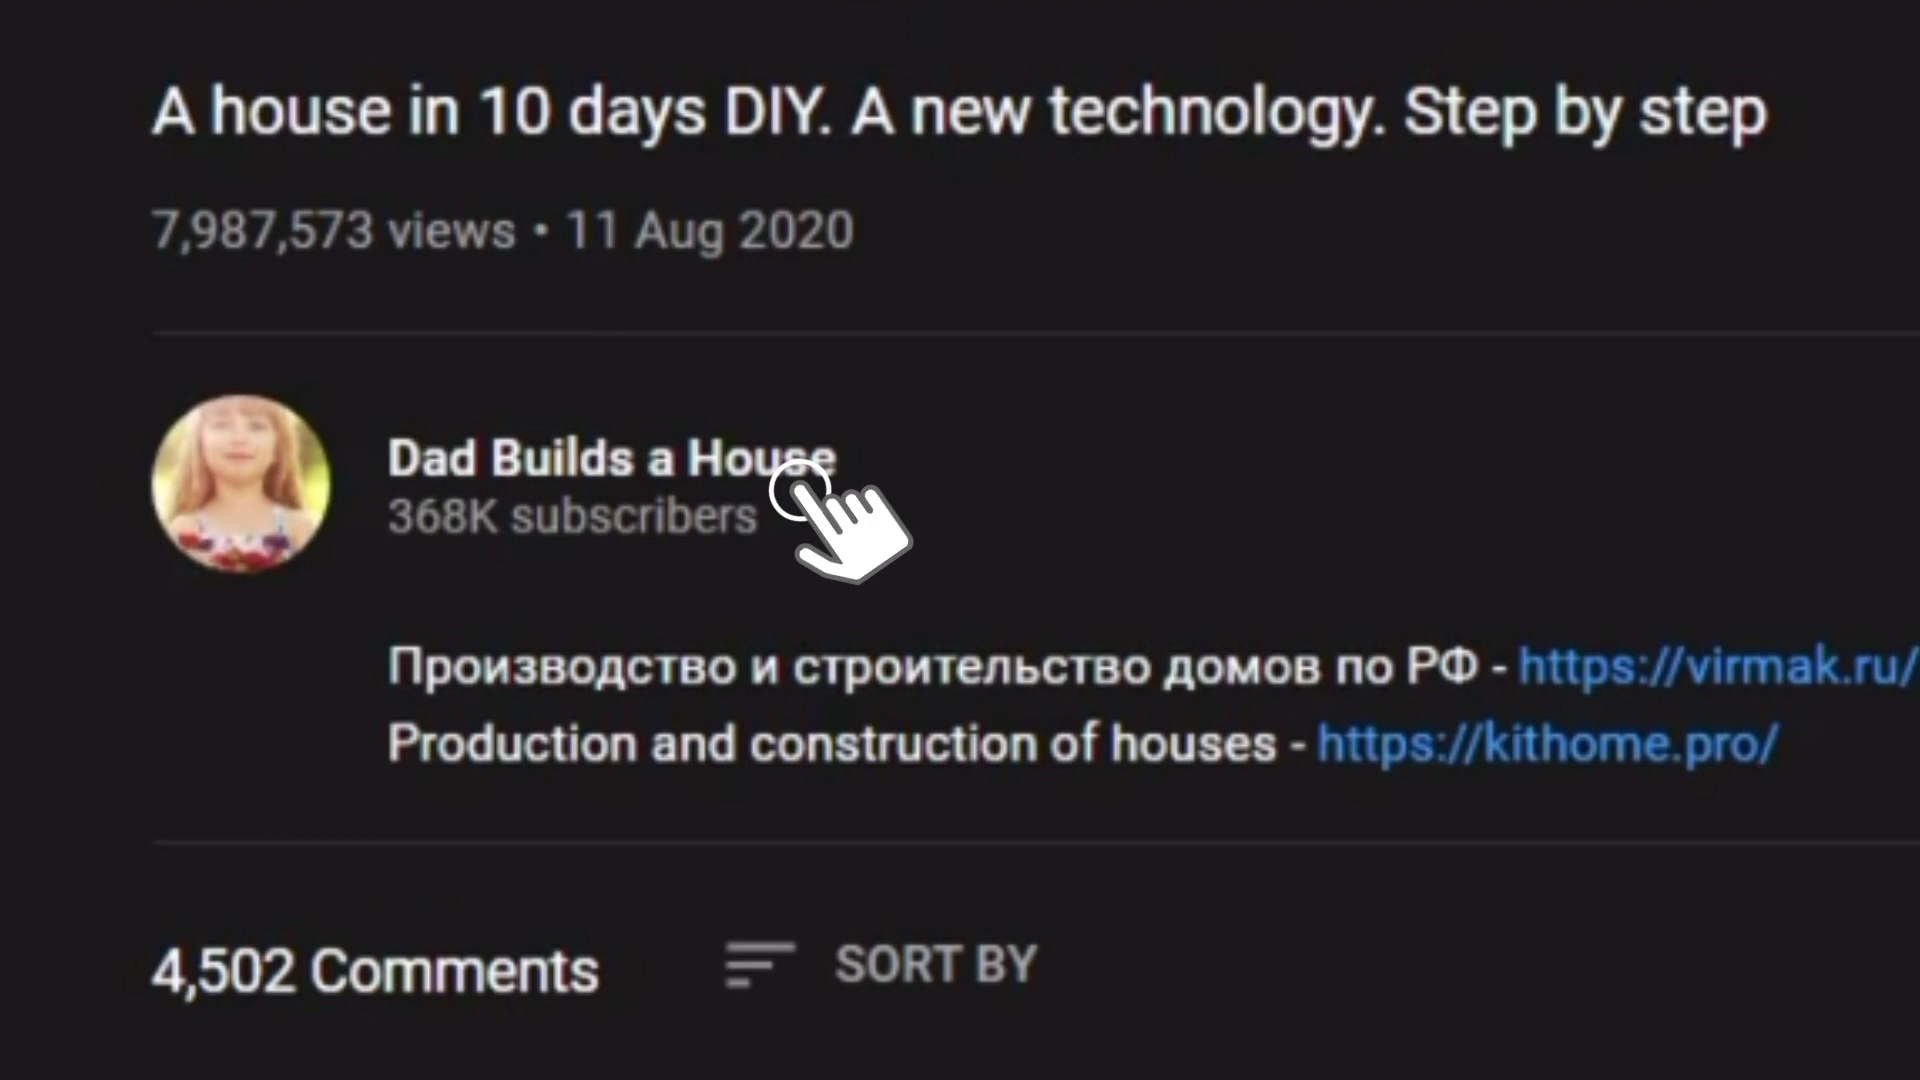 A house in 10 days DIY. A new technology. Step by step
7,987,573 views • 11 Aug 2020
Dad Builds a House
368K subscribers
Производство и строительство домов по РФ - https://virmak.ru/
Production and construction of houses - https://kithome.pro/
4,502 Comments
SORT BY